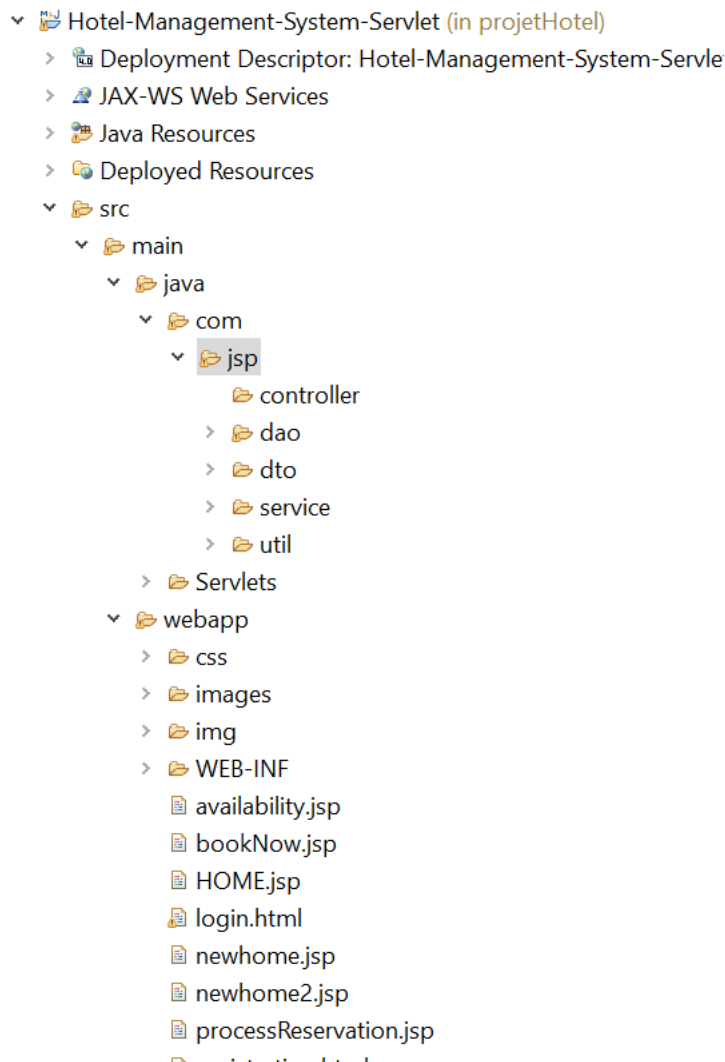 Hotel-Management-System-Servlet (in projetHotel)
Deployment Descriptor: Hotel-Management-System-Servle
JAX-WS Web Services
Java Resources
Deployed Resources
src
main
java
com
jsp
controller
dao
dto
service
util
Servlets
webapp
css
images
img
WEB-INF
availability.jsp
bookNow.jsp
HOME.jsp
login.html
newhome.jsp
newhome2.jsp
processReservation.jsp